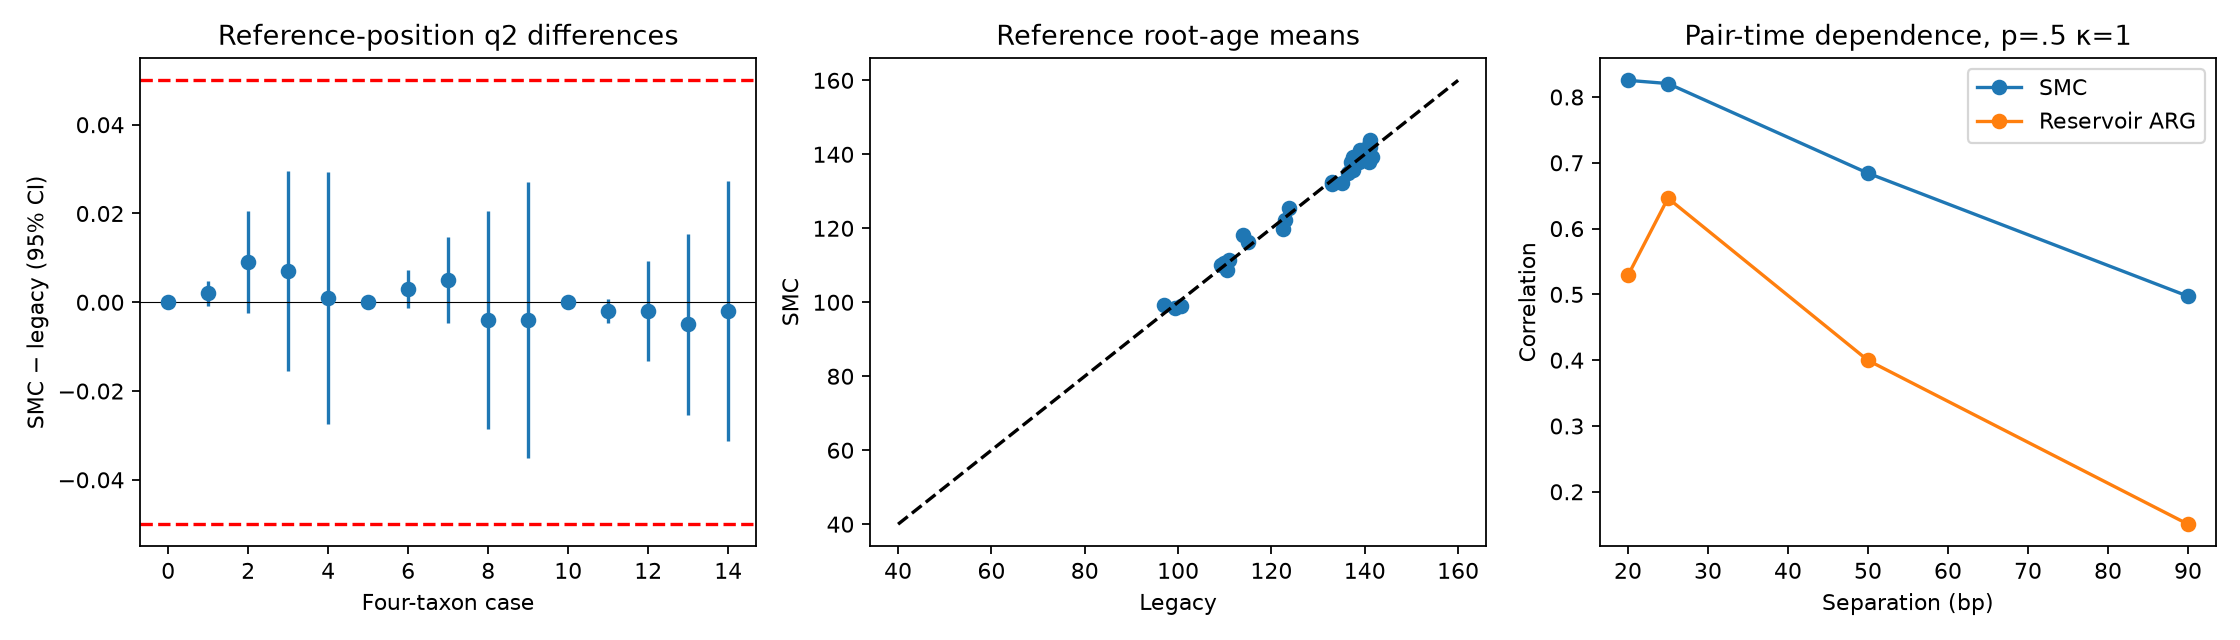 Reference-position q2 differences
SMC − legacy (95% CI)
0.04
0.02
0.00
−0.02
−0.04
0 2 4 6 8 10 12 14
Four-taxon case
Reference root-age means
SMC
160
140
120
100
80
60
40
40 60 80 100 120 140 160
Legacy
Pair-time dependence, p=.5 κ=1
Correlation
0.8
0.7
0.6
0.5
0.4
0.3
0.2
SMC
Reservoir ARG
20 30 40 50 60 70 80 90
Separation (bp)